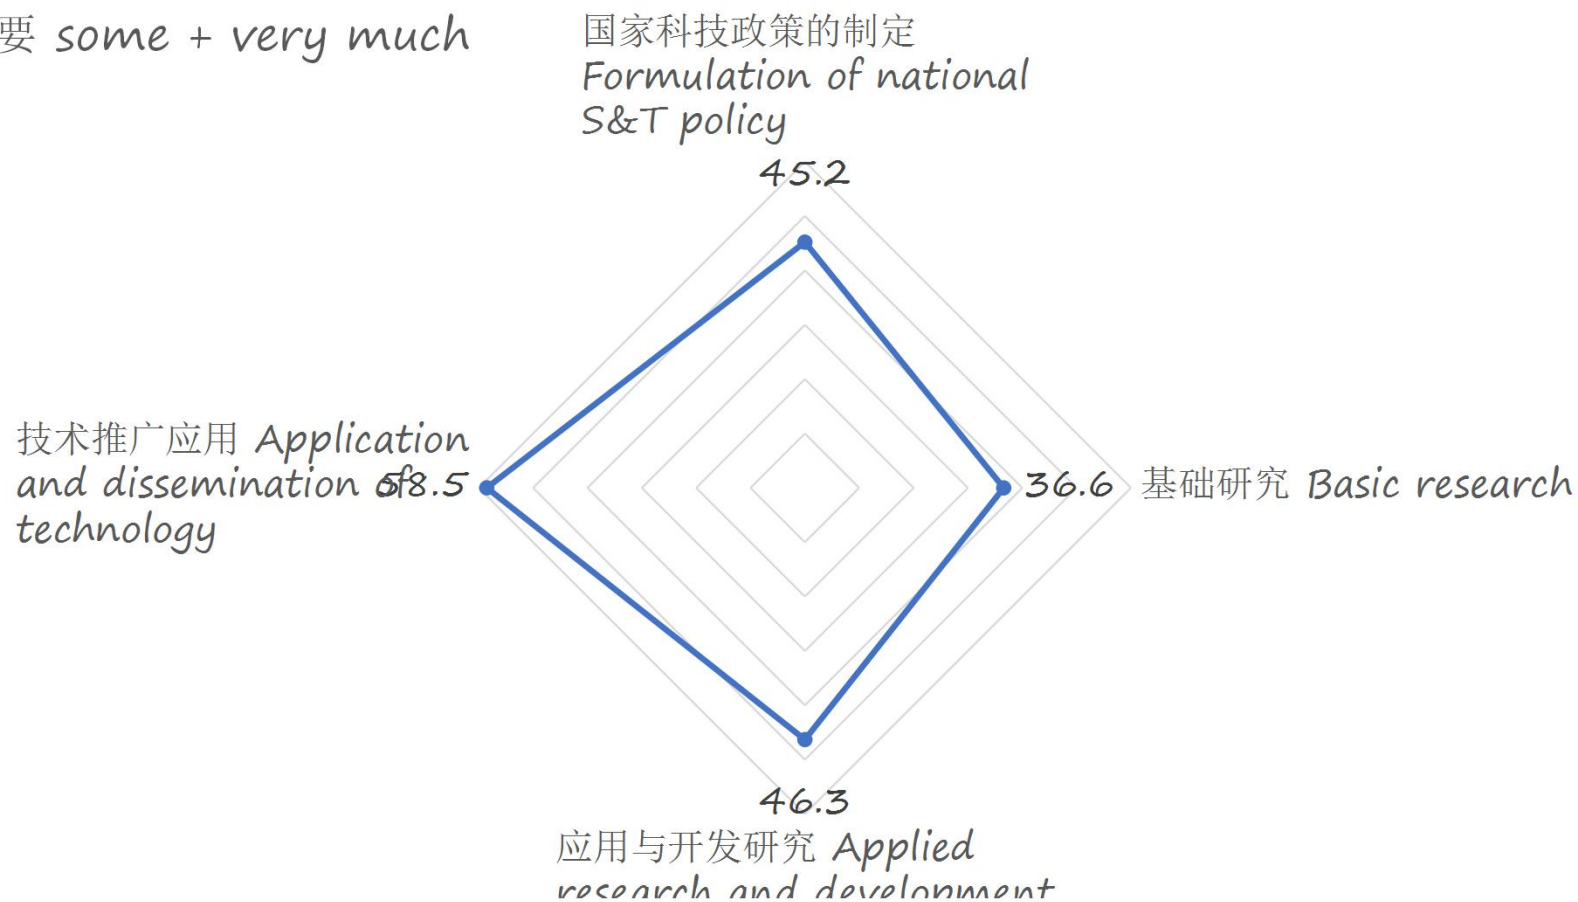 要 some + very much
国家科技政策的制定
Formulation of national
S&T policy
45.2
技术推广应用 Application
and dissemination of
58.5
technology
36.6
基础研究 Basic research
46.3
应用与开发研究 Applied
research and development